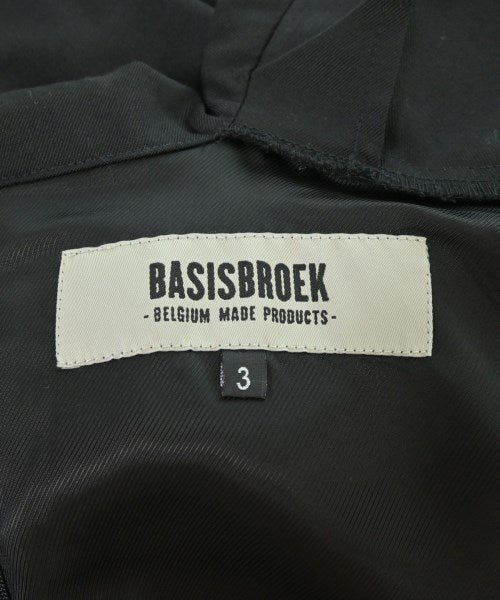 BASISBROEK
- BELGIUM MADE PRODUCTS -
3